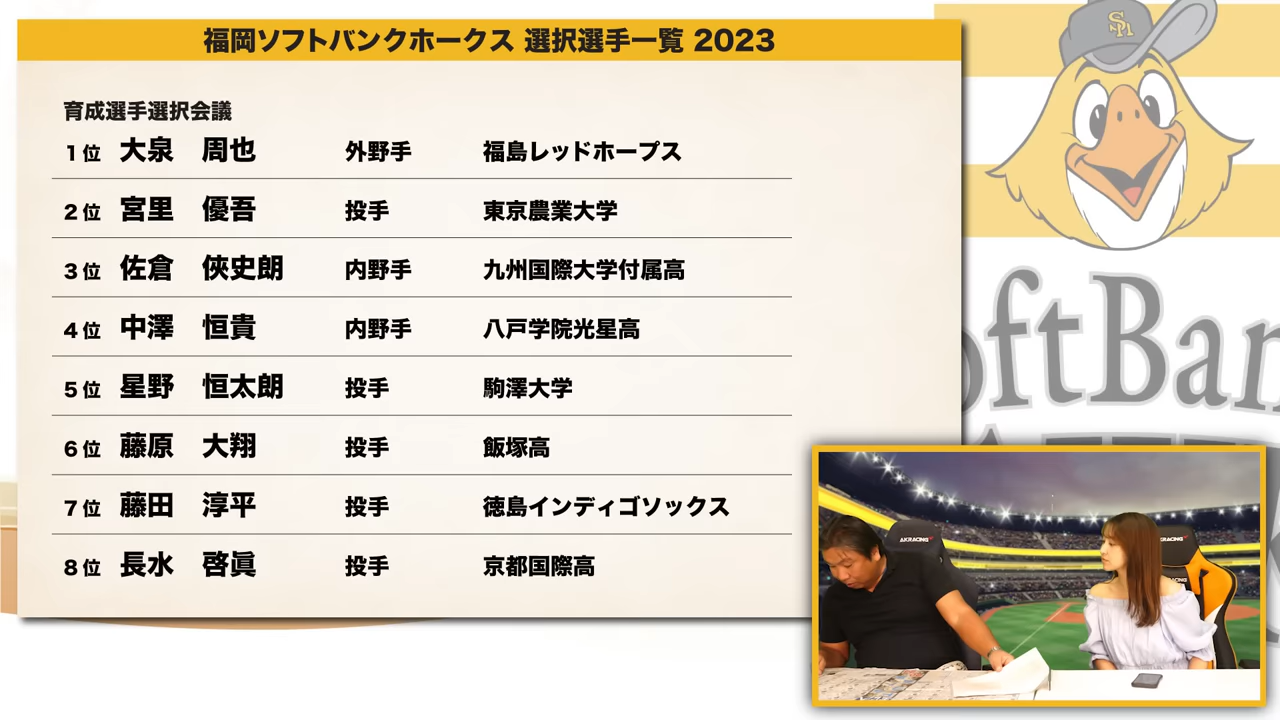 福岡ソフトバンクホークス 選択選手一覧 2023
育成選手選択会議
1位 大泉 周也 外野手 福島レッドホープス
2位 宮里 優吾 投手 東京農業大学
3位 佐倉 俠史朗 内野手 九州国際大学付属高
4位 中澤 恒貴 内野手 八戸学院光星高
5位 星野 恒太朗 投手 駒澤大学
6位 藤原 大翔 投手 飯塚高
7位 藤田 淳平 投手 徳島インディゴソックス
8位 長水 啓眞 投手 京都国際高
SH
SoftBan
AKRACING
AKRACING
RACING